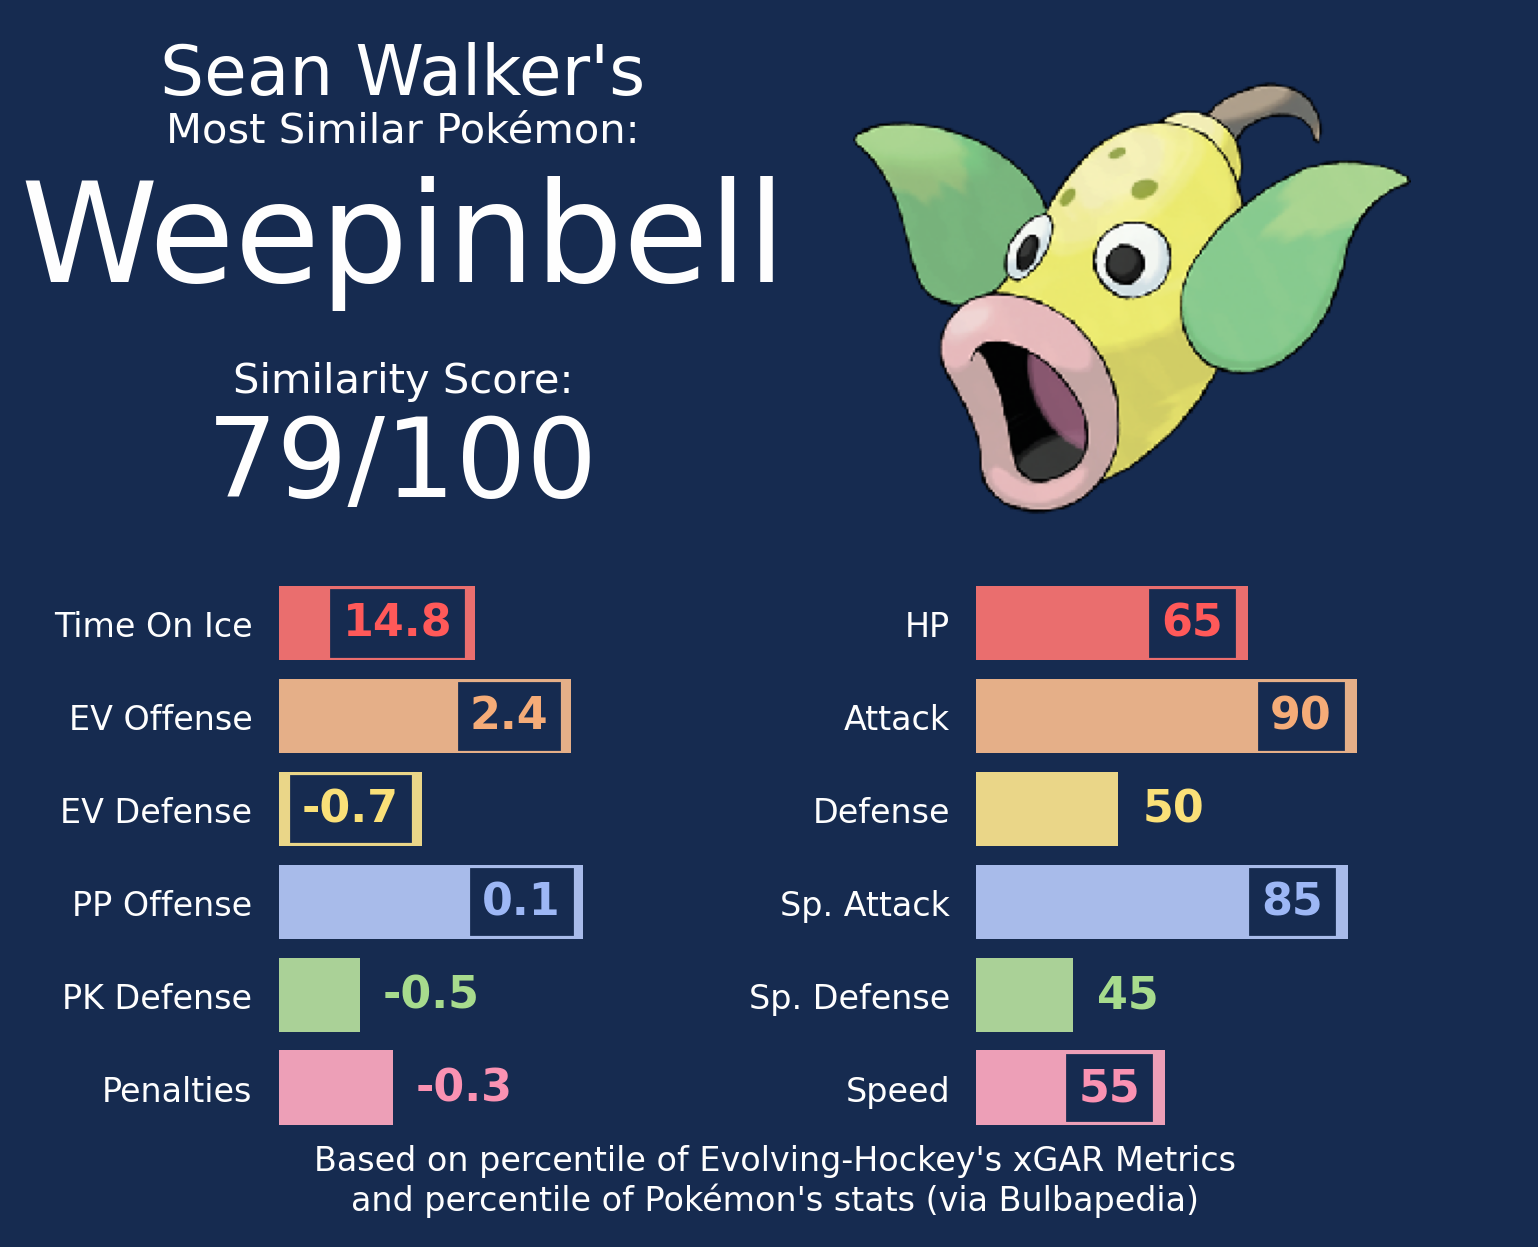 Sean Walker's
Most Similar Pokémon:
Weepinbell
Similarity Score:
79/100
Time On Ice 14.8
EV Offense 2.4
EV Defense -0.7
PP Offense 0.1
PK Defense -0.5
Penalties -0.3
HP 65
Attack 90
Defense 50
Sp. Attack 85
Sp. Defense 45
Speed 55
Based on percentile of Evolving-Hockey's xGAR Metrics
and percentile of Pokémon's stats (via Bulbapedia)